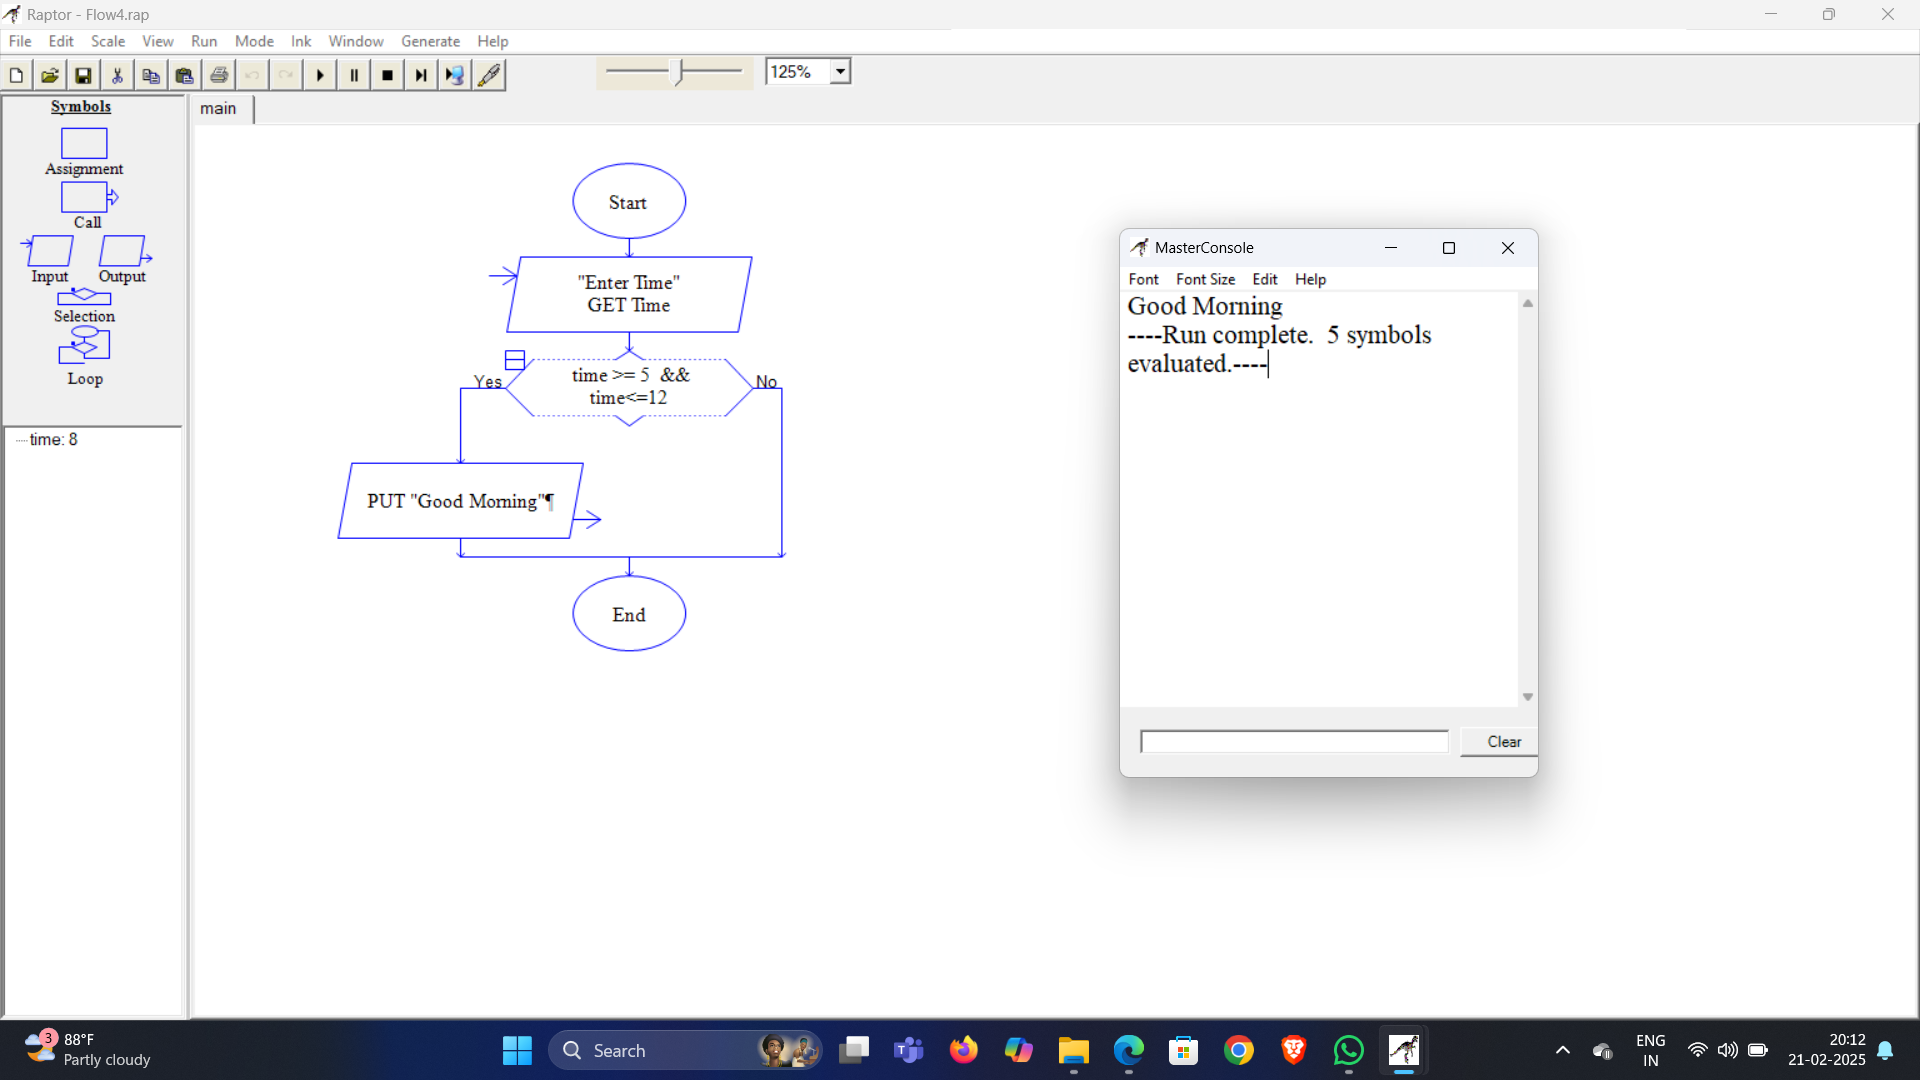 Raptor - Flow4.rap
File Edit Scale View Run Mode Ink Window Generate Help
125%
Symbols
main
Assignment
Call
Input Output
Selection
Loop
time: 8
Start
"Enter Time"
GET Time
Yes
time >= 5 &&
time<=12
No
PUT "Good Morning"¶
End
MasterConsole
Font Font Size Edit Help
Good Morning
----Run complete. 5 symbols
evaluated.----
Clear
3
88°F
Partly cloudy
Search
ENG
IN
20:12
21-02-2025